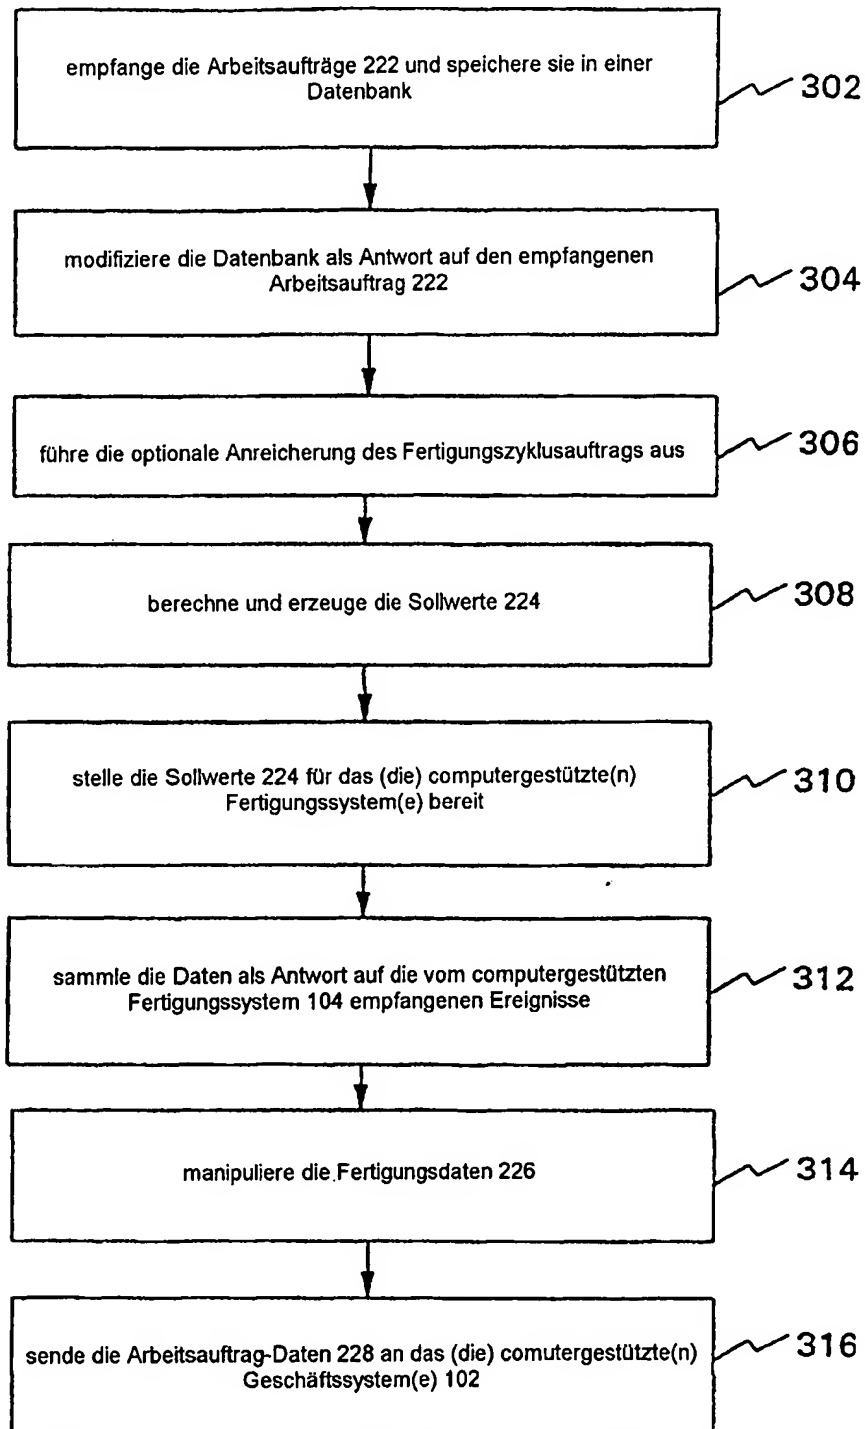 empfange die Arbeitsaufträge 222 und speichere sie in einer
Datenbank
302
modifiziere die Datenbank als Antwort auf den empfangenen
Arbeitsauftrag 222
304
führe die optionale Anreicherung des Fertigungszyklusauftrags aus
306
berechne und erzeuge die Sollwerte 224
308
stelle die Sollwerte 224 für das (die) computergestützte(n)
Fertigungssystem(e) bereit
310
sammle die Daten als Antwort auf die vom computergestützten
Fertigungssystem 104 empfangenen Ereignisse
312
manipuliere die Fertigungsdaten 226
314
sende die Arbeitsauftrag-Daten 228 an das (die) comutergestützte(n)
Geschäftssystem(e) 102
316